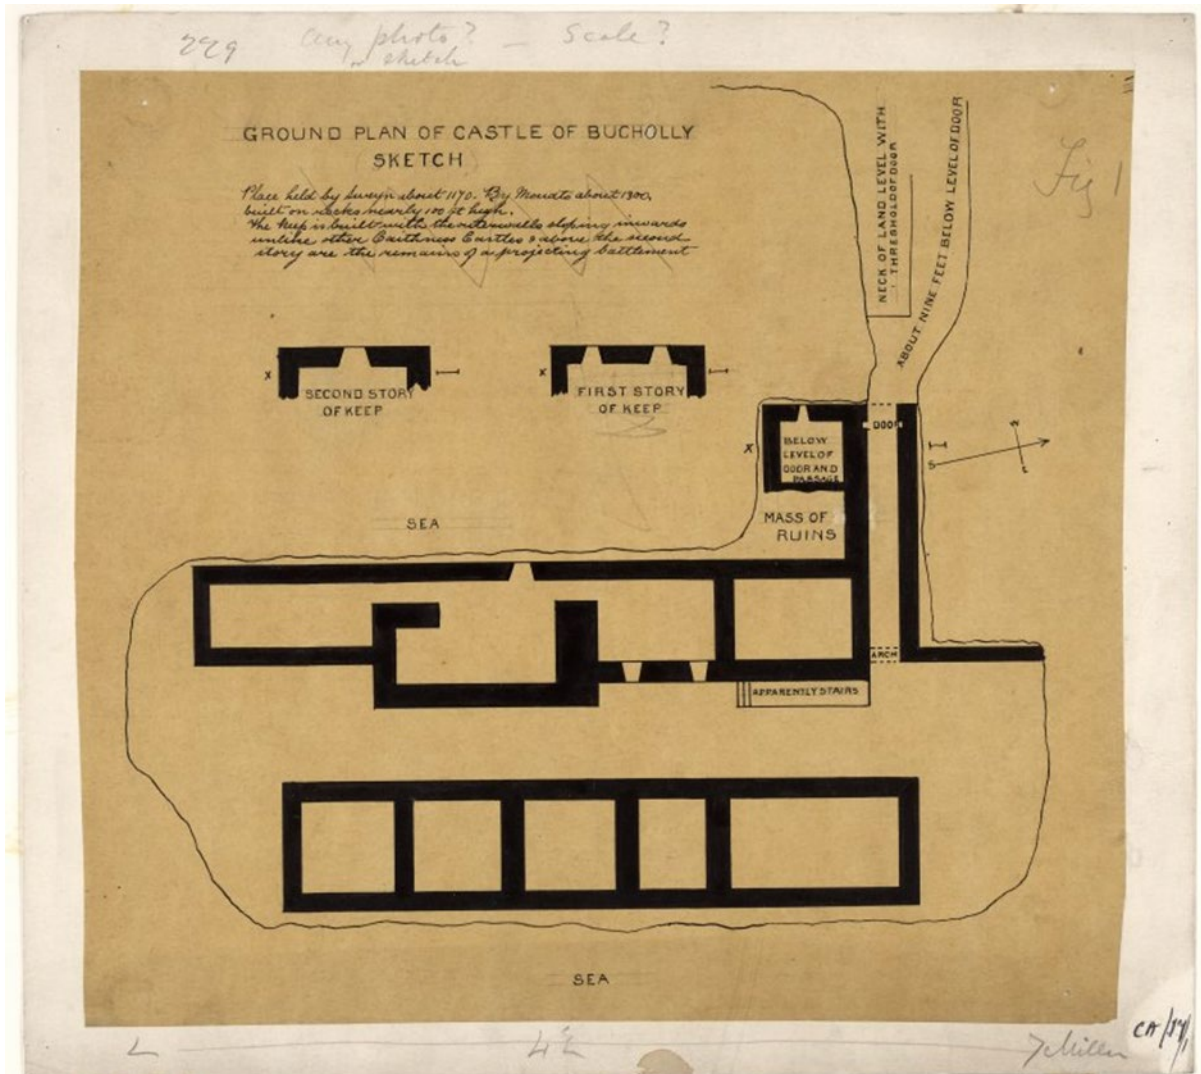 229 any photo? — Scale?
or sketch
GROUND PLAN OF CASTLE OF BUCHOLLY
SKETCH
Fig 1
Place held by Sweyn about 1170. By Mouats about 1300,
built on rocks nearly 100 ft high.
The Keep is built with the outer walls sloping inwards
unlike other Caithness Castles & above the second
story are the remains of a projecting battlement
NECK OF LAND LEVEL WITH
THRESHOLD OF DOOR
ABOUT NINE FEET BELOW LEVEL OF DOOR
X
SECOND STORY
OF KEEP
X
FIRST STORY
OF KEEP
X
BELOW
LEVEL OF
DOOR AND
PASSAGE
DOOR
S
MASS OF
RUINS
SEA
ARCH
APPARENTLY STAIRS
SEA
CA/